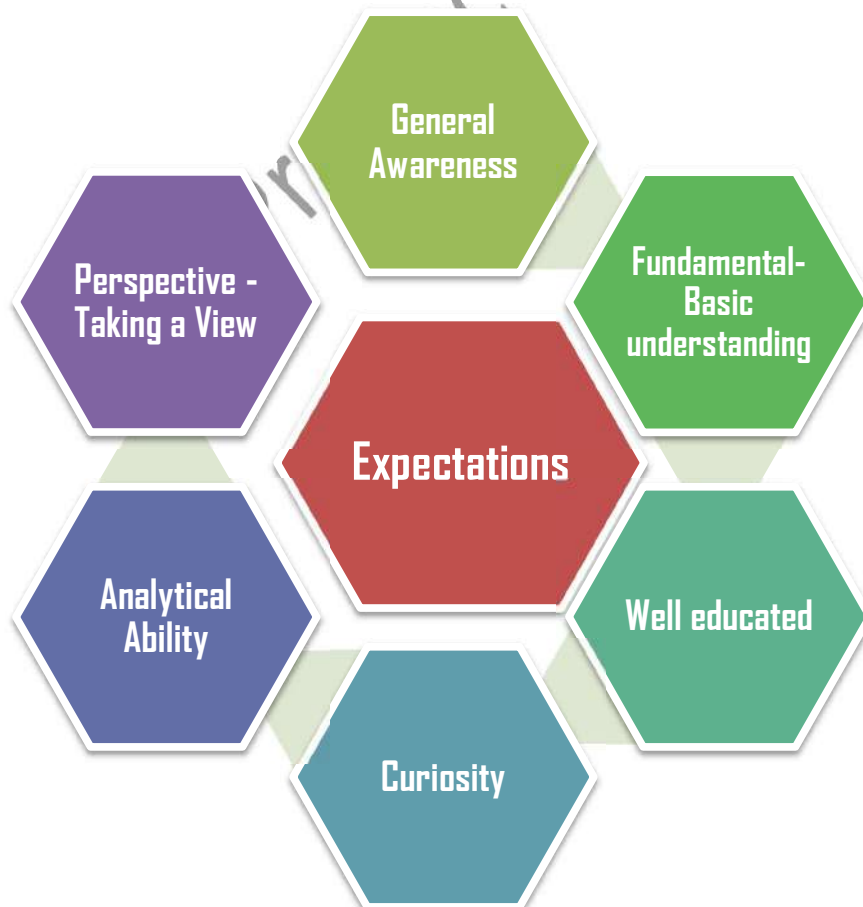 General
Awareness
Fundamental-
Basic
understanding
Perspective -
Taking a View
Expectations
Well educated
Analytical
Ability
Curiosity